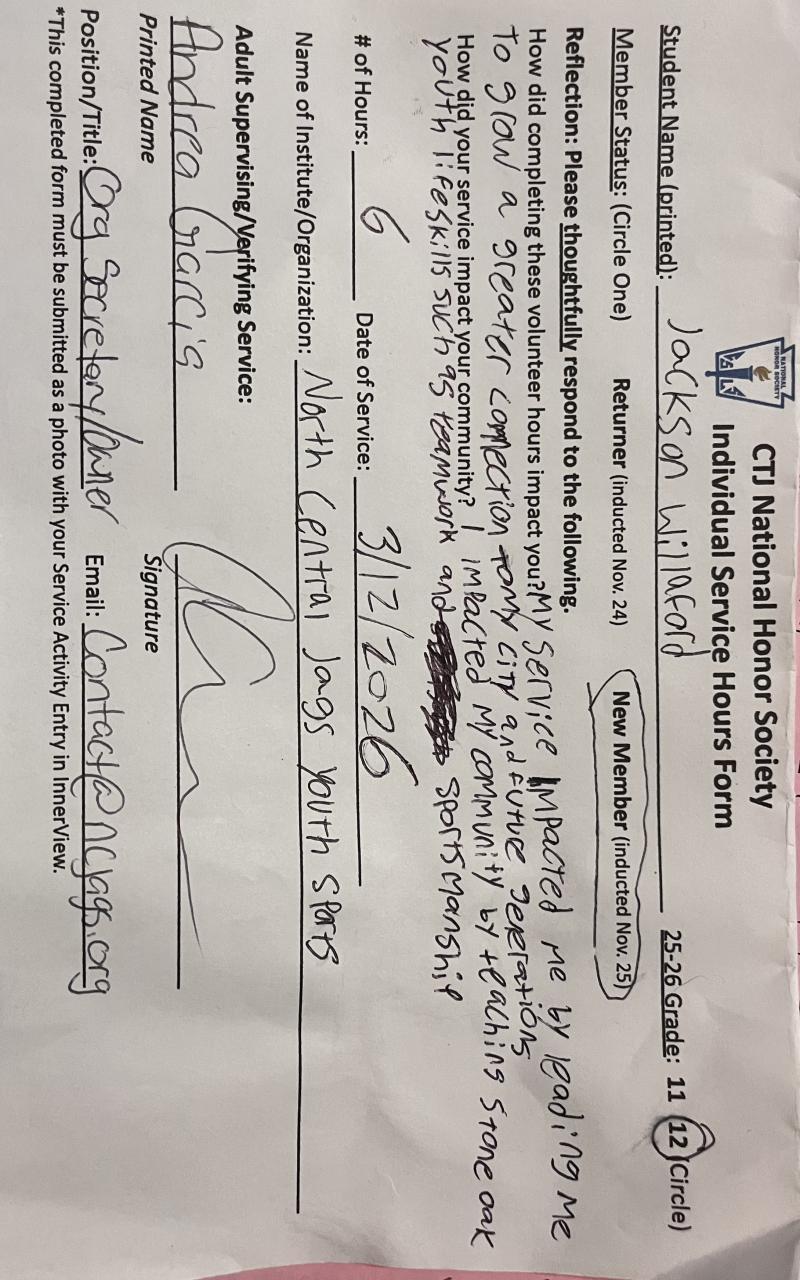 NATIONAL
HONOR SOCIETY
CTJ National Honor Society
Individual Service Hours Form
Student Name (printed): Jackson Willaford 25-26 Grade: 11 12 (Circle)
Member Status: (Circle One) Returner (inducted Nov. 24) New Member (inducted Nov. 25)
Reflection: Please thoughtfully respond to the following.
How did completing these volunteer hours impact you? My service impacted me by leading me
to grow a greater connection to my city and future generations
How did your service impact your community? I impacted my community by teaching Stone oak
youth lifeskills such as teamwork and sportsmanship
# of Hours: 6 Date of Service: 3/12/2026
Name of Institute/Organization: North Central Jags Youth Sports
Adult Supervising/Verifying Service:
Andrea Garcia
Printed Name Signature
Position/Title: Org Secretary/Owner Email: Contact@ncjags.org
*This completed form must be submitted as a photo with your Service Activity Entry in InnerView.